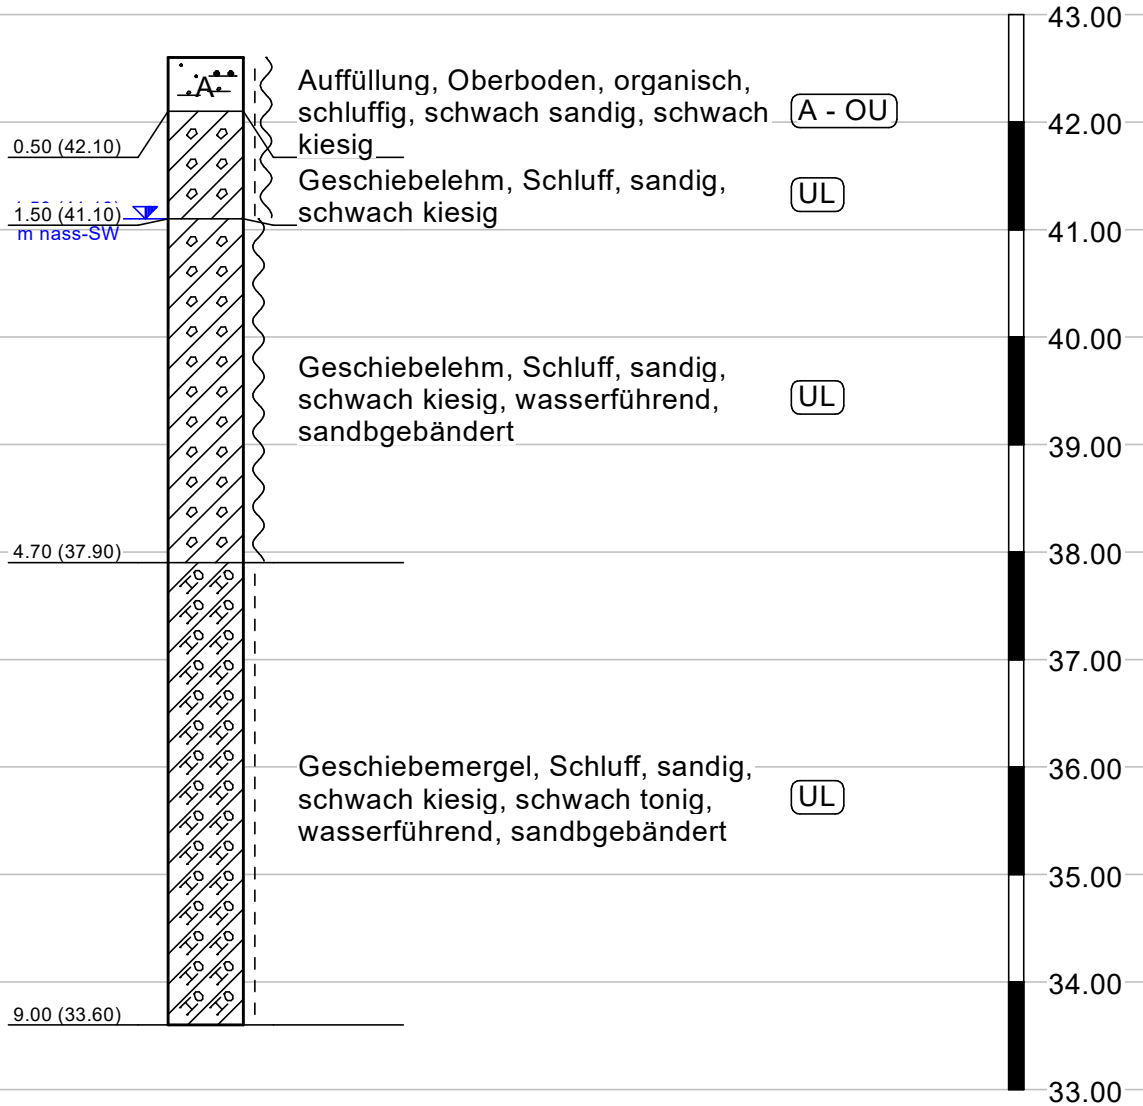 43.00
A
Auffüllung, Oberboden, organisch,
schluffig, schwach sandig, schwach
kiesig
A - OU
42.00
0.50 (42.10)
Geschiebelehm, Schluff, sandig,
schwach kiesig
UL
1.50 (41.10)
m nass-SW
41.00
40.00
Geschiebelehm, Schluff, sandig,
schwach kiesig, wasserführend,
sandbgebändert
UL
39.00
4.70 (37.90)
38.00
37.00
Geschiebemergel, Schluff, sandig,
schwach kiesig, schwach tonig,
wasserführend, sandbgebändert
UL
36.00
35.00
34.00
9.00 (33.60)
33.00